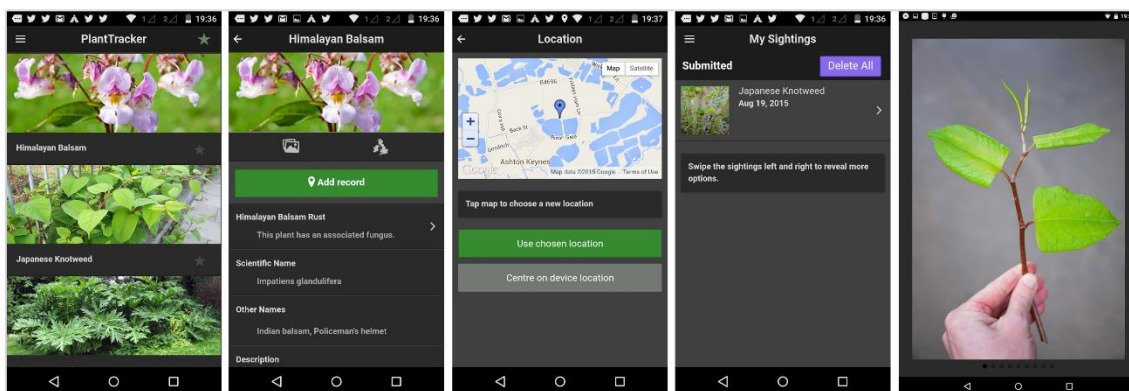 19:36
PlantTracker
Himalayan Balsam
Japanese Knotweed
19:36
Himalayan Balsam
Add record
Himalayan Balsam Rust
This plant has an associated fungus.
Scientific Name
Impatiens glandulifera
Other Names
Indian balsam, Policeman's helmet
Description
19:37
Location
Map Satellite
B4696
Ashton Keynes
Google
Map data ©2015 Google Terms of Use
Tap map to choose a new location
Use chosen location
Centre on device location
19:36
My Sightings
Submitted
Delete All
Japanese Knotweed
Aug 19, 2015
Swipe the sightings left and right to reveal more
options.